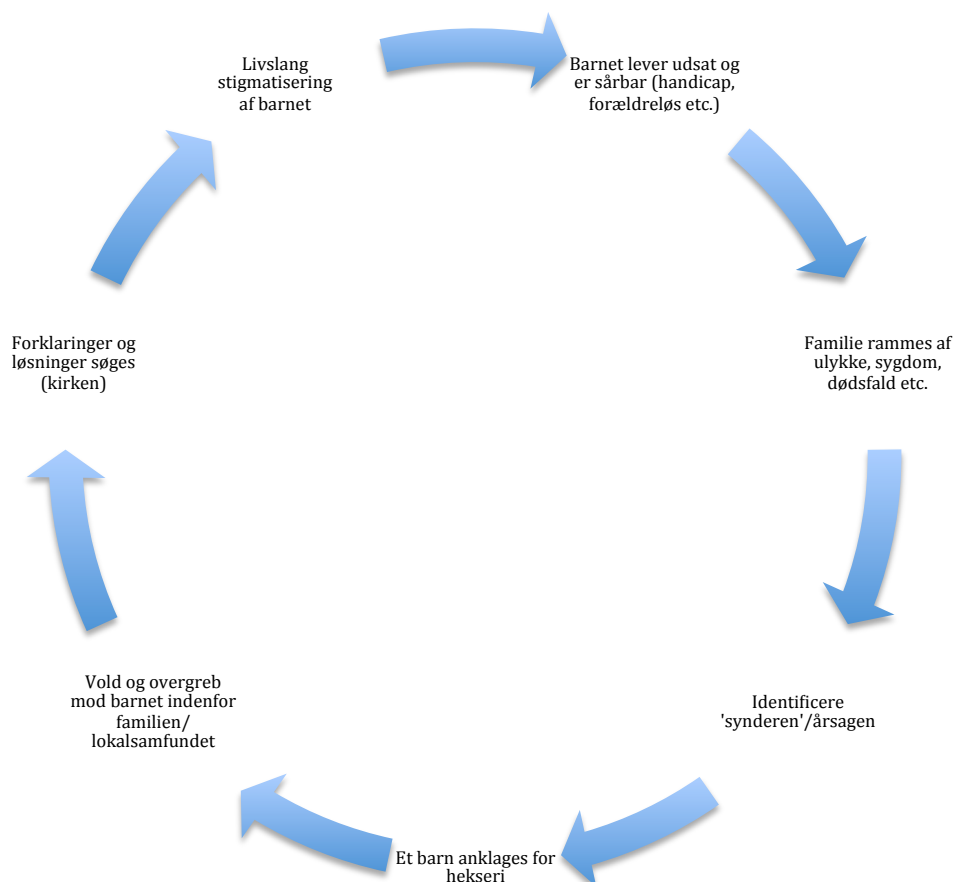 Livslang
stigmatisering
af barnet
Barnet lever udsat og
er sårbar (handicap,
forældreløs etc.)
Familie rammes af
ulykke, sygdom,
dødsfald etc.
Identificere
'synderen'/årsagen
Et barn anklages for
hekseri
Vold og overgreb
mod barnet indenfor
familien/
lokalsamfundet
Forklaringer og
løsninger søges
(kirken)